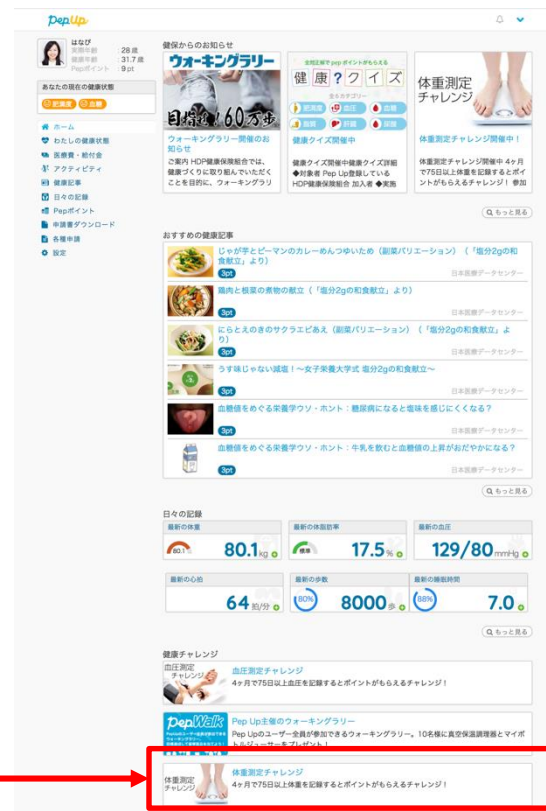 PepUp
はなび
実際年齢 : 28 歳
健康年齢 : 31.7 歳
Pepポイント : 9 pt
あなたの現在の健康状態
肥満度 血糖
ホーム
わたしの健康状態
医療費・給付金
アクティビティ
健康記事
日々の記録
Pepポイント
申請書ダウンロード
各種申請
設定
健保からのお知らせ
ウォーキングラリー
目指せ!60万歩
ウォーキングラリー開催のお
知らせ
ご案内 HDP健康保険組合では、
健康づくりに取り組んでいただく
ことを目的に、ウォーキングラリ
全問正解で pep ポイントがもらえる
健康?クイズ
全6カテゴリー
肥満度 血圧 血糖
脂質 肝臓 尿酸
健康クイズ開催中
健康クイズ開催中健康クイズ詳細
◆対象者 Pep Up登録している
HDP健康保険組合 加入者 ◆実施
体重測定
チャレンジ
体重測定チャレンジ開催中!
体重測定チャレンジ開催中 4ヶ月
で75日以上体重を記録するとポイ
ントがもらえるチャレンジ! 参加
もっと見る
おすすめの健康記事
じゃが芋とピーマンのカレーめんつゆいため(副菜バリエーション)(「塩分2gの和
食献立」より)
3pt
日本医療データセンター
鶏肉と根菜の煮物の献立(「塩分2gの和食献立」より)
3pt
日本医療データセンター
にらとえのきのサクラエビあえ(副菜バリエーション)(「塩分2gの和食献立」よ
り)
3pt
日本医療データセンター
うす味じゃない減塩!〜女子栄養大学式 塩分2gの和食献立〜
3pt
日本医療データセンター
血糖値をめぐる栄養学ウソ・ホント:糖尿病になると塩味を感じにくくなる?
3pt
日本医療データセンター
血糖値をめぐる栄養学ウソ・ホント:牛乳を飲むと血糖値の上昇がおだやかになる?
3pt
日本医療データセンター
もっと見る
日々の記録
最新の体重
80.1
80.1 kg
最新の体脂肪率
標準
17.5 %
最新の血圧
129/80 mmHg
最新の心拍
64 拍/分
最新の歩数
80%
8000 歩
最新の睡眠時間
88%
7.0
もっと見る
健康チャレンジ
血圧測定
チャレンジ
血圧測定チャレンジ
4ヶ月で75日以上血圧を記録するとポイントがもらえるチャレンジ!
PepWalk
Pep Up主催のウォーキングラリー
Pep Upのユーザー全員が参加できるウォーキングラリー。10名様に真空保温調理器とマイボ
トルジューサーをプレゼント!
体重測定
チャレンジ
体重測定チャレンジ
4ヶ月で75日以上体重を記録するとポイントがもらえるチャレンジ!